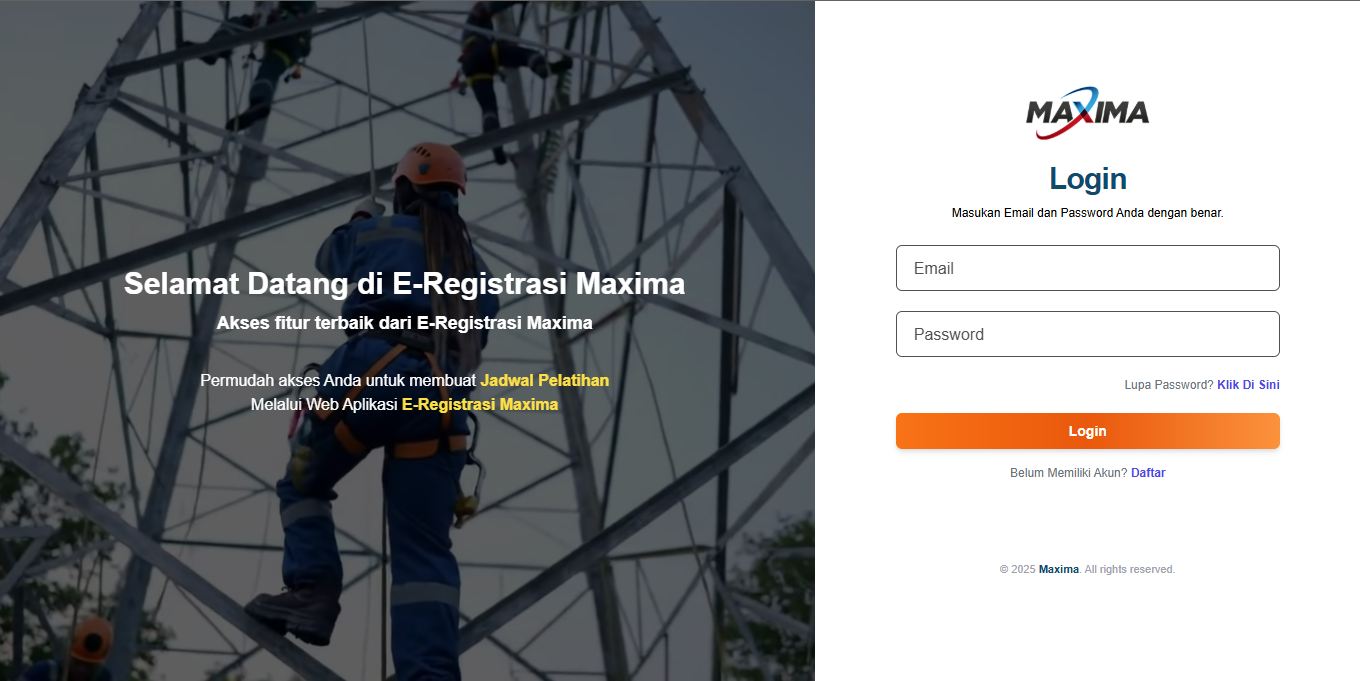 Selamat Datang di E-Registrasi Maxima
Akses fitur terbaik dari E-Registrasi Maxima
Permudah akses Anda untuk membuat Jadwal Pelatihan
Melalui Web Aplikasi E-Registrasi Maxima
MAXIMA
Login
Masukan Email dan Password Anda dengan benar.
Email
Password
Lupa Password? Klik Di Sini
Login
Belum Memiliki Akun? Daftar
© 2025 Maxima. All rights reserved.